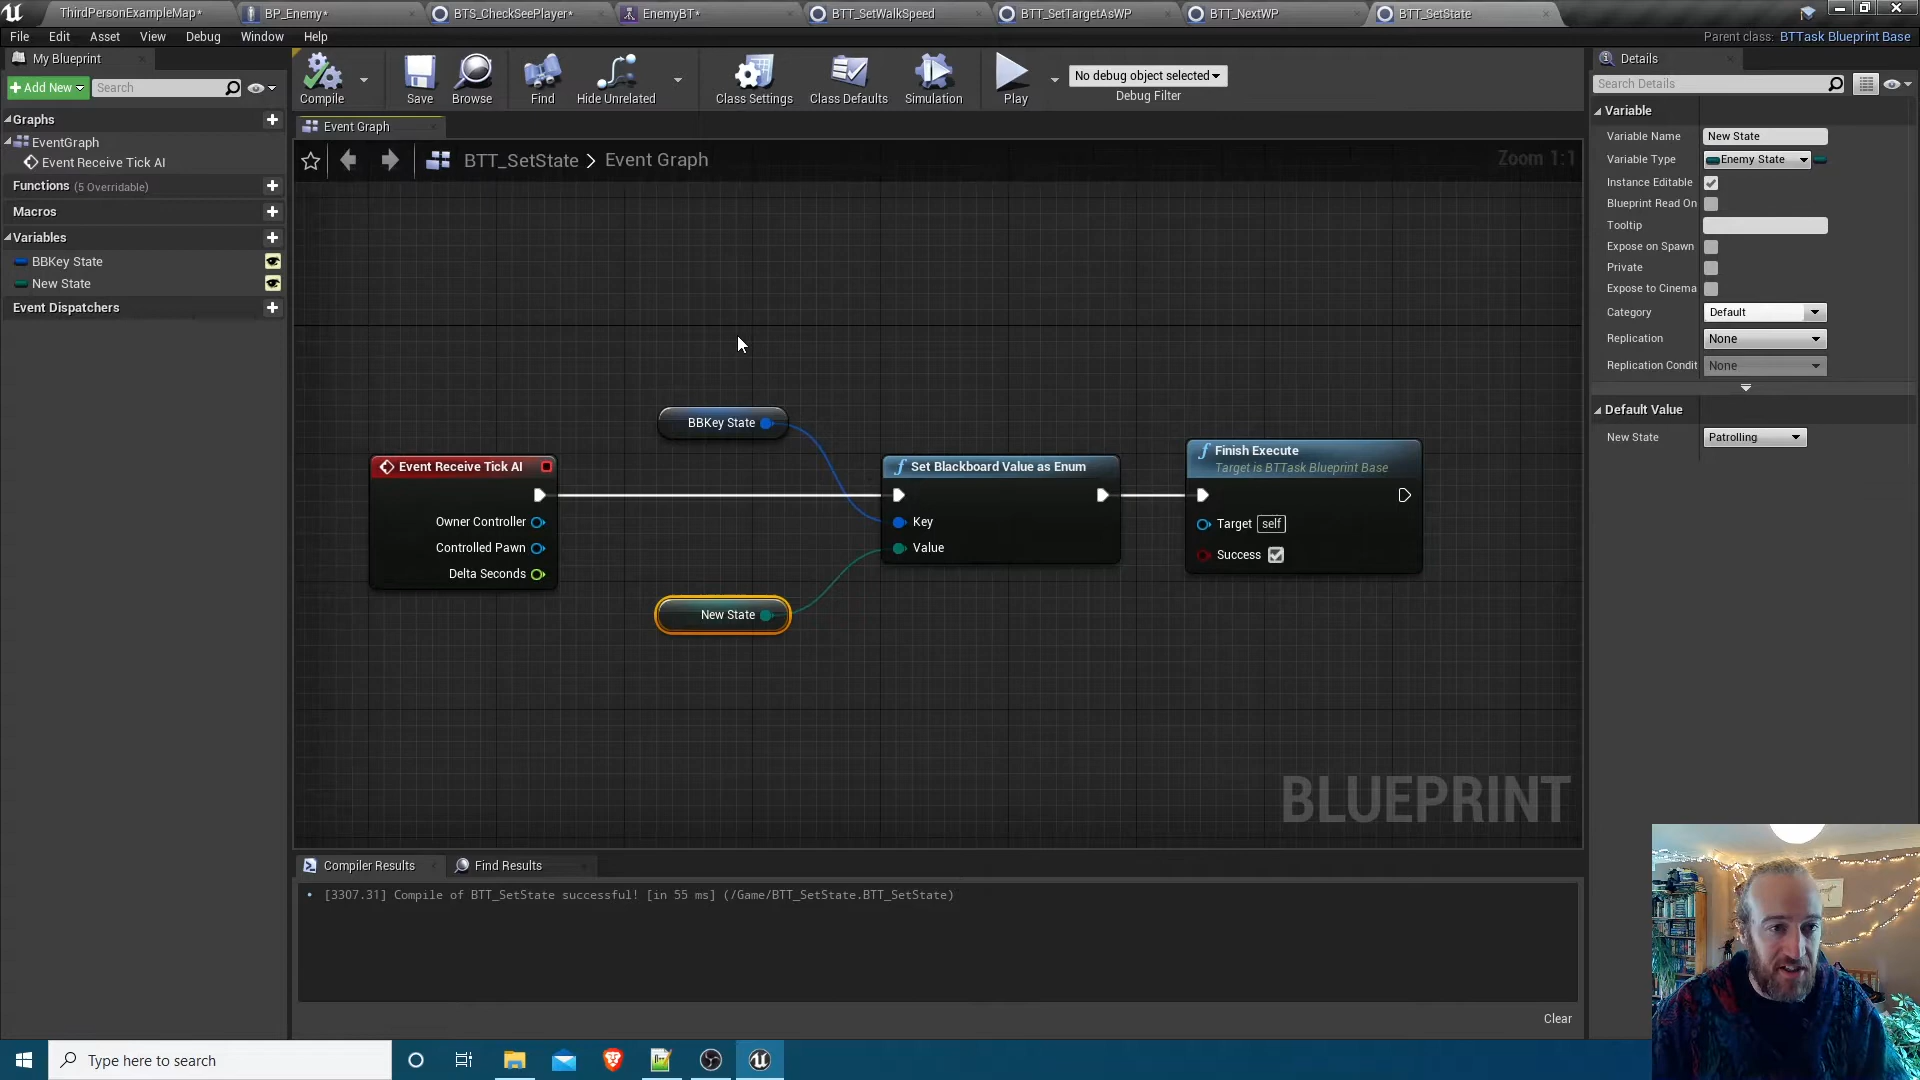 ThirdPersonExampleMap*
BP_Enemy*
BTS_CheckSeePlayer*
EnemyBT*
BTT_SetWalkSpeed
BTT_SetTargetAsWP
BTT_NextWP
BTT_SetState
File
Edit
Asset
View
Debug
Window
Help
Parent class: BTTask Blueprint Base
My Blueprint
Add New
Search
Compile
Save
Browse
Find
Hide Unrelated
Class Settings
Class Defaults
Simulation
Play
No debug object selected
Debug Filter
Graphs
EventGraph
Event Receive Tick AI
Functions (5 Overridable)
Macros
Variables
BBKey State
New State
Event Dispatchers
Event Graph
BTT_SetState > Event Graph
Zoom 1:1
BBKey State
Event Receive Tick AI
Owner Controller
Controlled Pawn
Delta Seconds
New State
Set Blackboard Value as Enum
Key
Value
Finish Execute
Target is BTTask Blueprint Base
Target self
Success
BLUEPRINT
Compiler Results
Find Results
[3307.31] Compile of BTT_SetState successful! [in 55 ms] (/Game/BTT_SetState.BTT_SetState)
Clear
Details
Search Details
Variable
Variable Name New State
Variable Type Enemy State
Instance Editable
Blueprint Read On
Tooltip
Expose on Spawn
Private
Expose to Cinema
Category Default
Replication None
Replication Condit None
Default Value
New State Patrolling
Type here to search